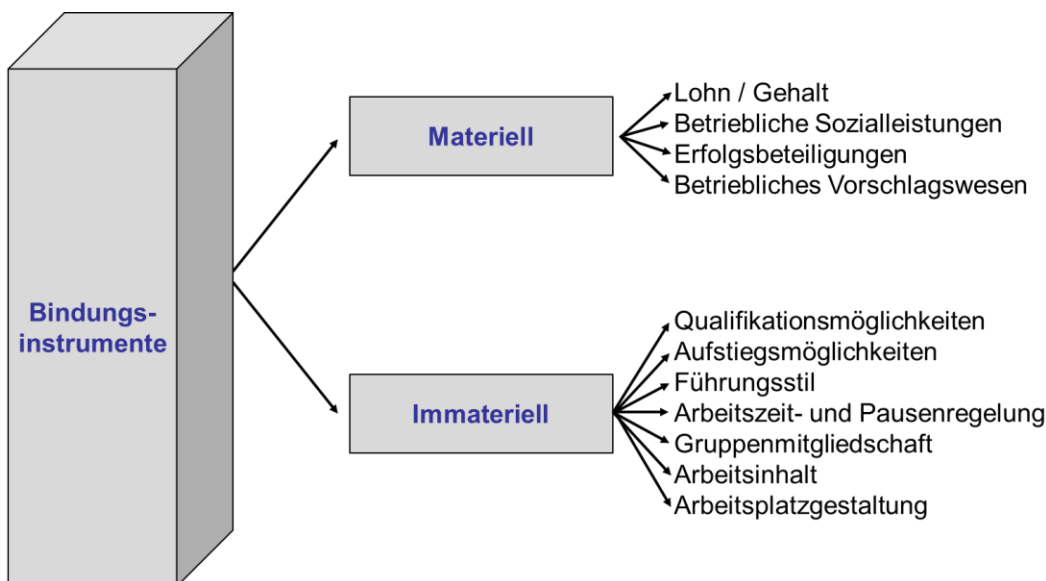 Bindungs-
instrumente
Materiell
Lohn / Gehalt
Betriebliche Sozialleistungen
Erfolgsbeteiligungen
Betriebliches Vorschlagswesen
Immateriell
Qualifikationsmöglichkeiten
Aufstiegsmöglichkeiten
Führungsstil
Arbeitszeit- und Pausenregelung
Gruppenmitgliedschaft
Arbeitsinhalt
Arbeitsplatzgestaltung